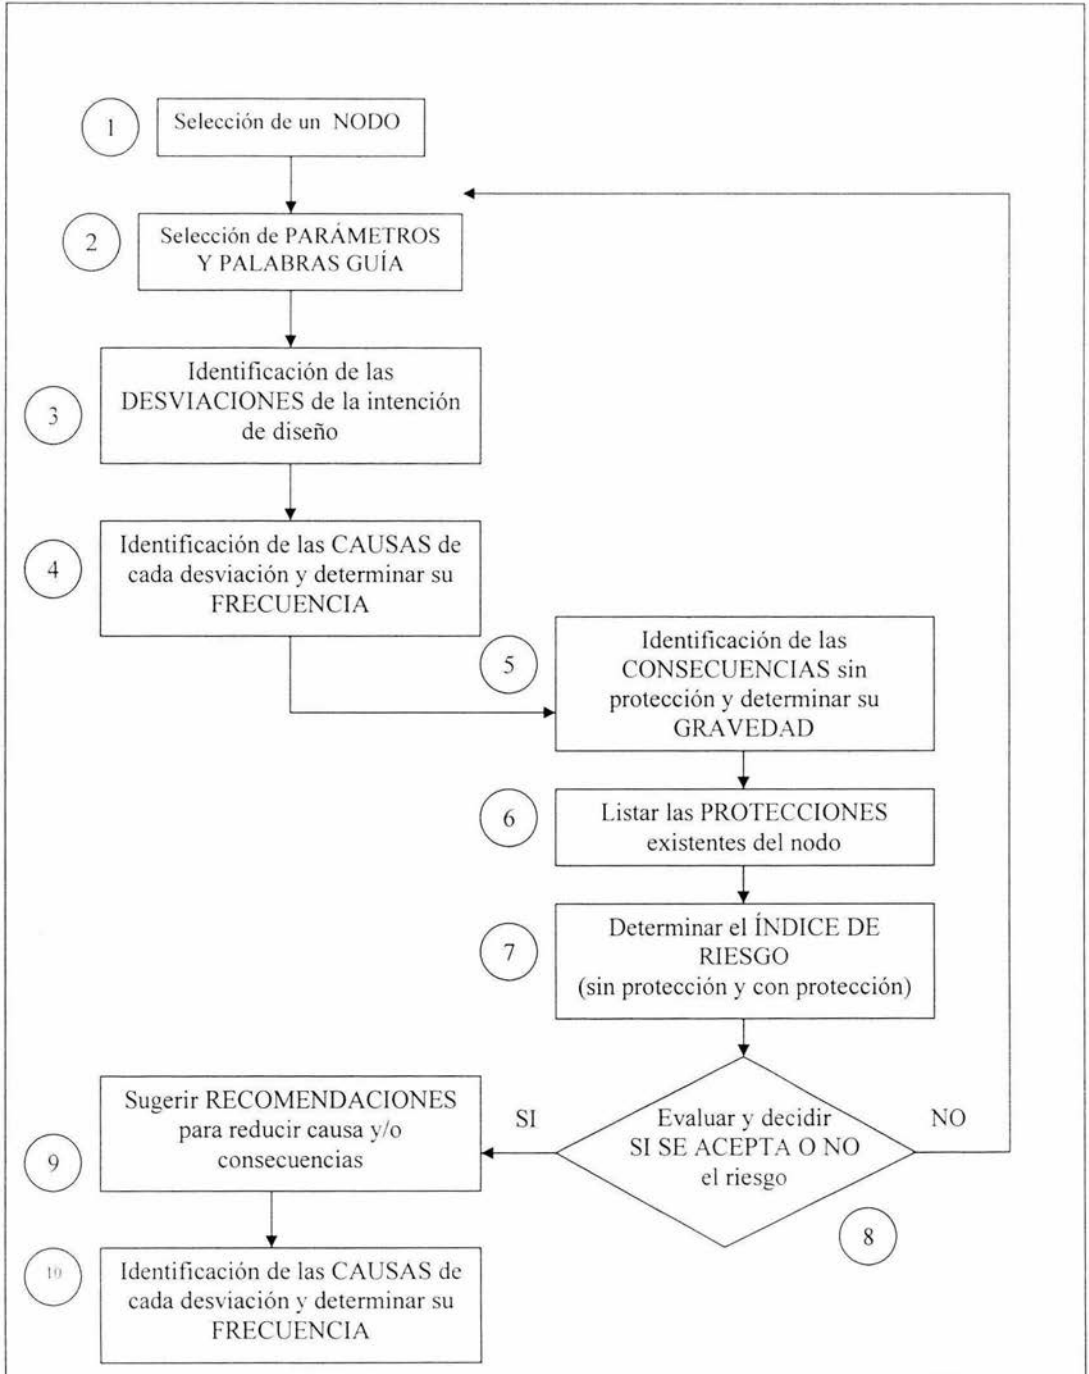 1
Selección de un NODO
2
Selección de PARÁMETROS
Y PALABRAS GUÍA
3
Identificación de las
DESVIACIONES de la intención
de diseño
4
Identificación de las CAUSAS de
cada desviación y determinar su
FRECUENCIA
5
Identificación de las
CONSECUENCIAS sin
protección y determinar su
GRAVEDAD
6
Listar las PROTECCIONES
existentes del nodo
7
Determinar el ÍNDICE DE
RIESGO
(sin protección y con protección)
Evaluar y decidir
SI SE ACEPTA O NO
el riesgo
8
SI
NO
9
Sugerir RECOMENDACIONES
para reducir causa y/o
consecuencias
10
Identificación de las CAUSAS de
cada desviación y determinar su
FRECUENCIA